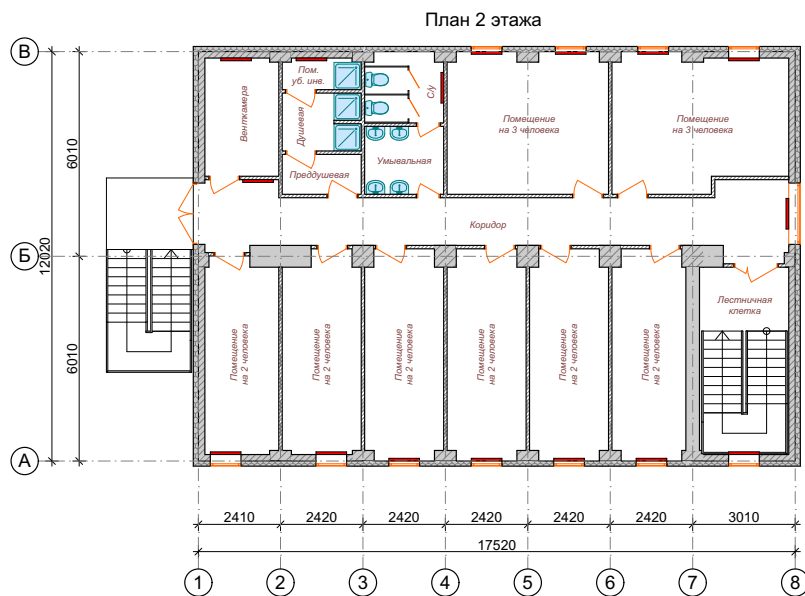 План 2 этажа
В
Пом.
уб. инв.
Венткамера
Душевая
С/у
Помещение
на 3 человека
Помещение
на 3 человека
6010
Умывальная
Преддушевая
Коридор
Б
12020
6010
Помещение
на 2 человека
Помещение
на 2 человека
Помещение
на 2 человека
Помещение
на 2 человека
Помещение
на 2 человека
Помещение
на 2 человека
Лестничная
клетка
А
2410 2420 2420 2420 2420 2420 3010
17520
1 2 3 4 5 6 7 8